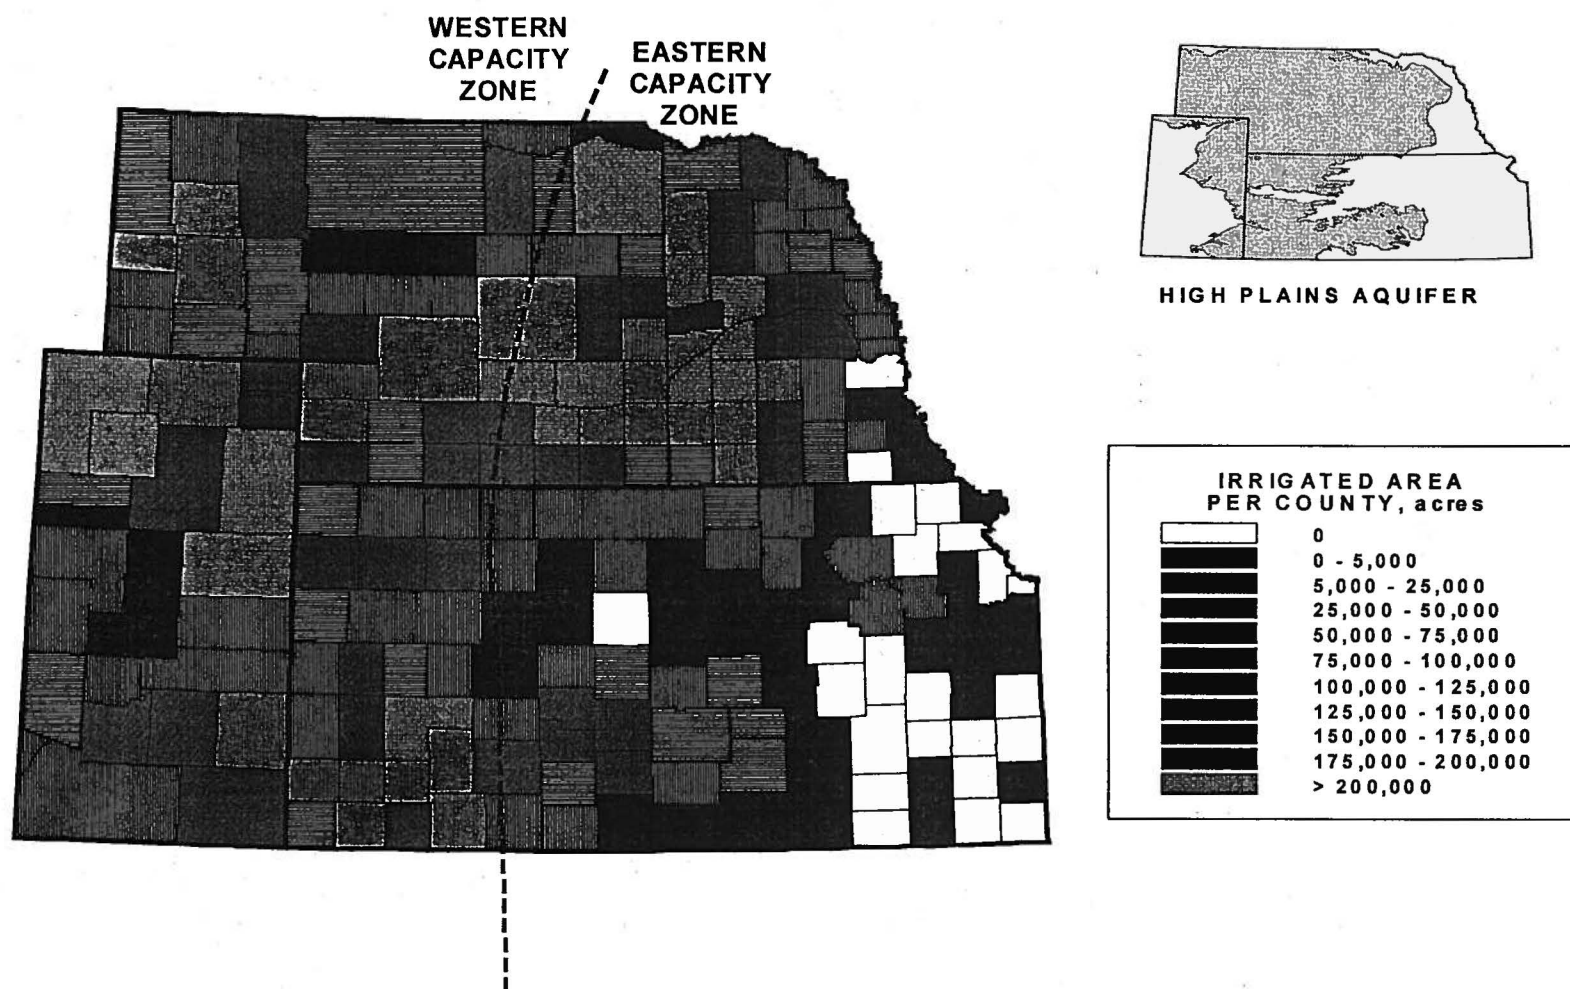 WESTERN
CAPACITY
ZONE
EASTERN
CAPACITY
ZONE
HIGH PLAINS AQUIFER
IRRIGATED AREA
PER COUNTY, acres
0
0 - 5,000
5,000 - 25,000
25,000 - 50,000
50,000 - 75,000
75,000 - 100,000
100,000 - 125,000
125,000 - 150,000
150,000 - 175,000
175,000 - 200,000
> 200,000